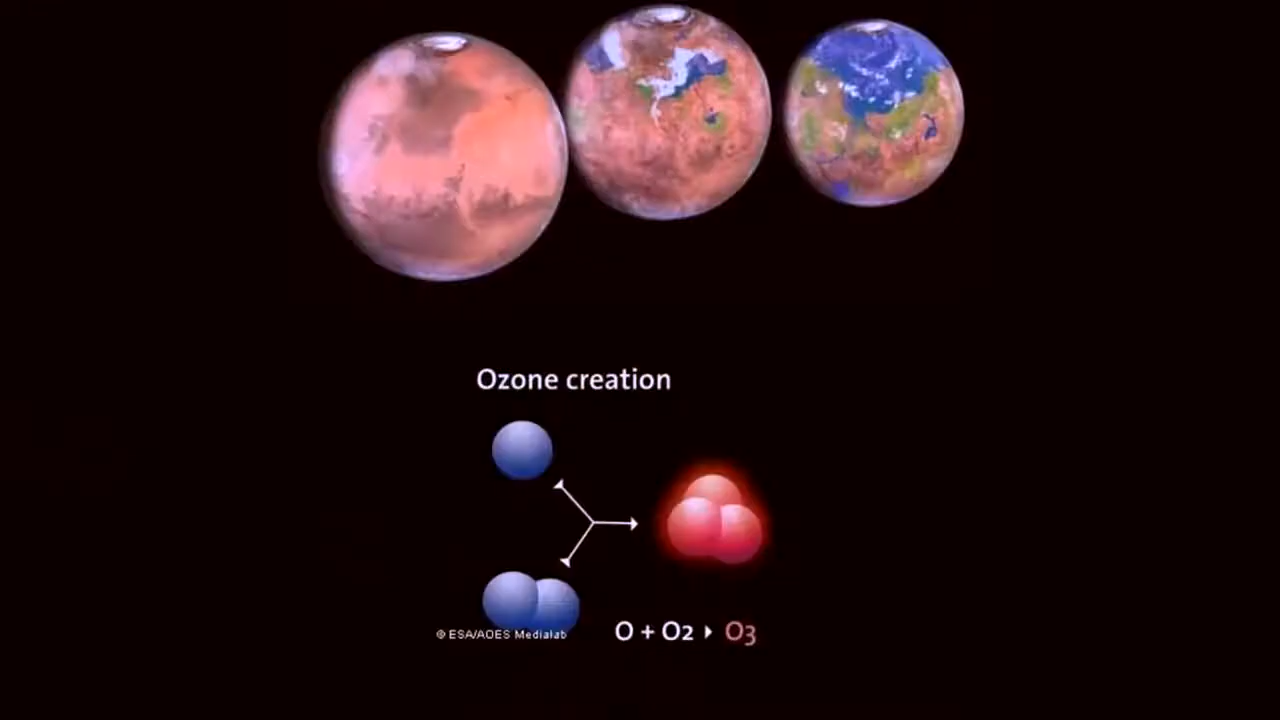 Ozone creation
© ESA/AOES Medialab
O + O2 ▸ O3